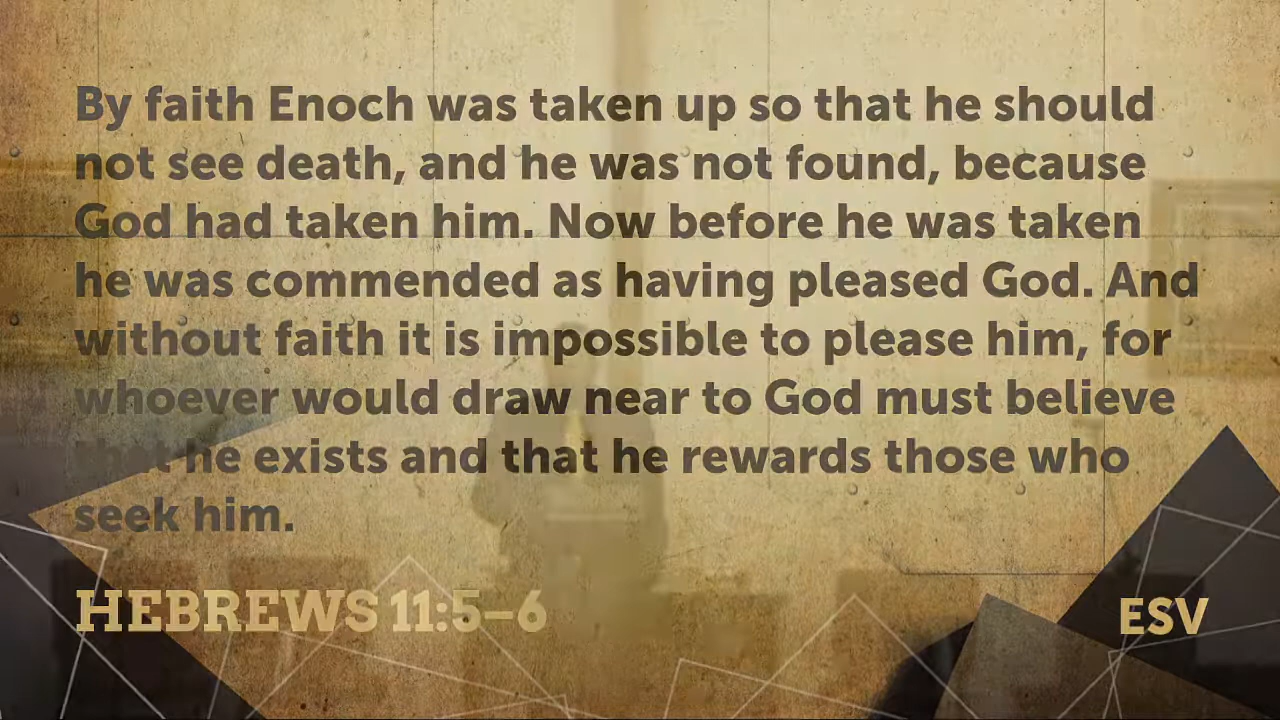 By faith Enoch was taken up so that he should
not see death, and he was not found, because
God had taken him. Now before he was taken
he was commended as having pleased God. And
without faith it is impossible to please him, for
whoever would draw near to God must believe
that he exists and that he rewards those who
seek him.
HEBREWS 11:5–6
ESV